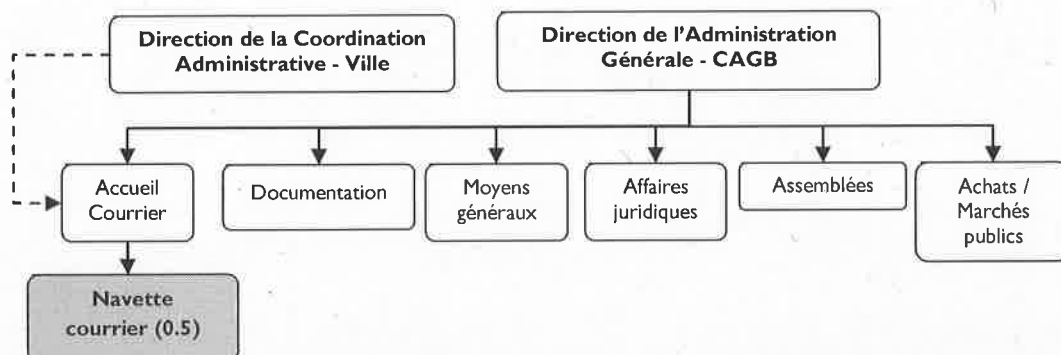 Direction de la Coordination
Administrative - Ville
Direction de l'Administration
Générale - CAGB
Accueil
Courrier
Documentation
Moyens
généraux
Affaires
juridiques
Assemblées
Achats /
Marchés
publics
Navette
courrier (0.5)